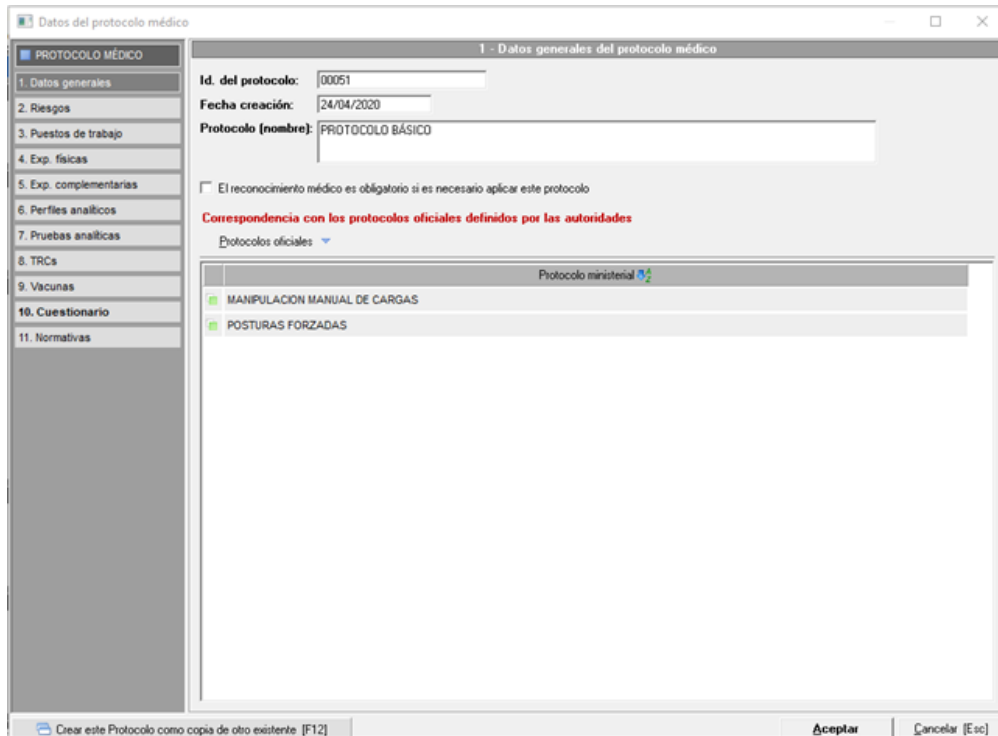 Datos del protocolo médico
PROTOCOLO MÉDICO
1. Datos generales
2. Riesgos
3. Puestos de trabajo
4. Exp. físicas
5. Exp. complementarias
6. Perfiles analíticos
7. Pruebas analíticas
8. TRCs
9. Vacunas
10. Cuestionario
11. Normativas
1 - Datos generales del protocolo médico
Id. del protocolo: 00051
Fecha creación: 24/04/2020
Protocolo (nombre): PROTOCOLO BÁSICO
El reconocimiento médico es obligatorio si es necesario aplicar este protocolo
Correspondencia con los protocolos oficiales definidos por las autoridades
Protocolos oficiales
Protocolo ministerial
MANIPULACION MANUAL DE CARGAS
POSTURAS FORZADAS
Crear este Protocolo como copia de otro existente [F12]
Aceptar
Cancelar [Esc]